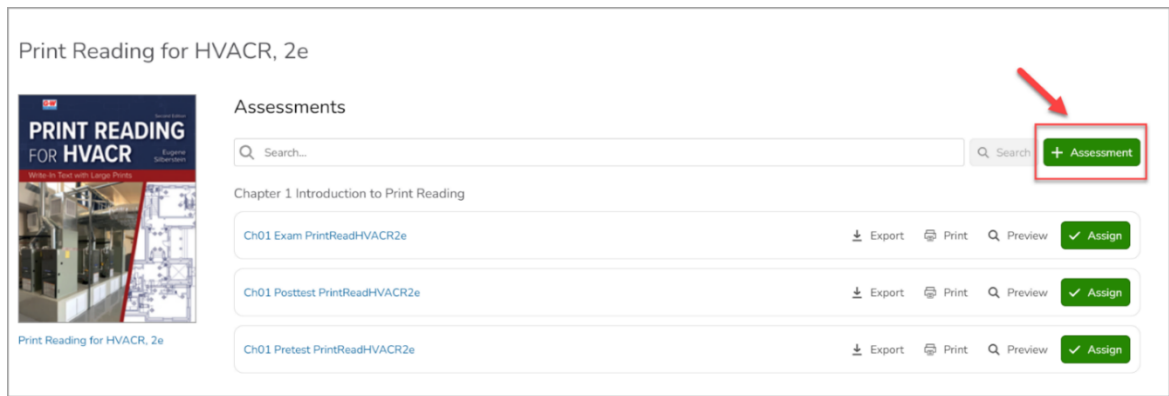 Print Reading for HVACR, 2e
PRINT READING
FOR HVACR
Eugene
Silberstein
Write-In Text with Large Prints
Print Reading for HVACR, 2e
Assessments
Search...
Search
+ Assessment
Chapter 1 Introduction to Print Reading
Ch01 Exam PrintReadHVACR2e
Export Print Preview Assign
Ch01 Posttest PrintReadHVACR2e
Export Print Preview Assign
Ch01 Pretest PrintReadHVACR2e
Export Print Preview Assign